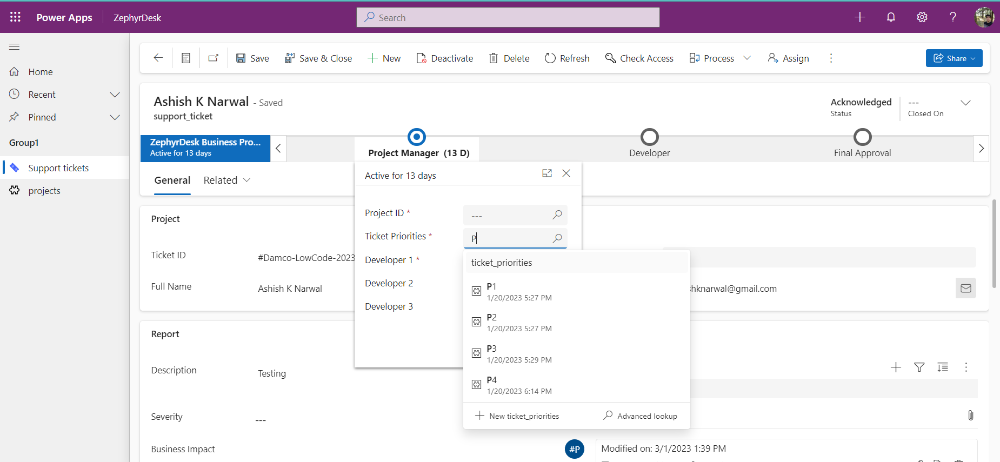 Power Apps
ZephyrDesk
Search
Home
Recent
Pinned
Group1
Support tickets
projects
Save
Save & Close
New
Deactivate
Delete
Refresh
Check Access
Process
Assign
Share
Ashish K Narwal - Saved
support_ticket
Acknowledged
Status
---
Closed On
ZephyrDesk Business Pro...
Active for 13 days
Project Manager (13 D)
Developer
Final Approval
General
Related
Active for 13 days
Project ID *
---
Ticket Priorities *
P
Developer 1 *
Developer 2
Developer 3
ticket_priorities
P1
1/20/2023 5:27 PM
P2
1/20/2023 5:27 PM
P3
1/20/2023 5:29 PM
P4
1/20/2023 6:14 PM
New ticket_priorities
Advanced lookup
Project
Ticket ID
#Damco-LowCode-2023
Full Name
Ashish K Narwal
hknarwal@gmail.com
Report
Description
Testing
Severity
---
Business Impact
#P
Modified on: 3/1/2023 1:39 PM